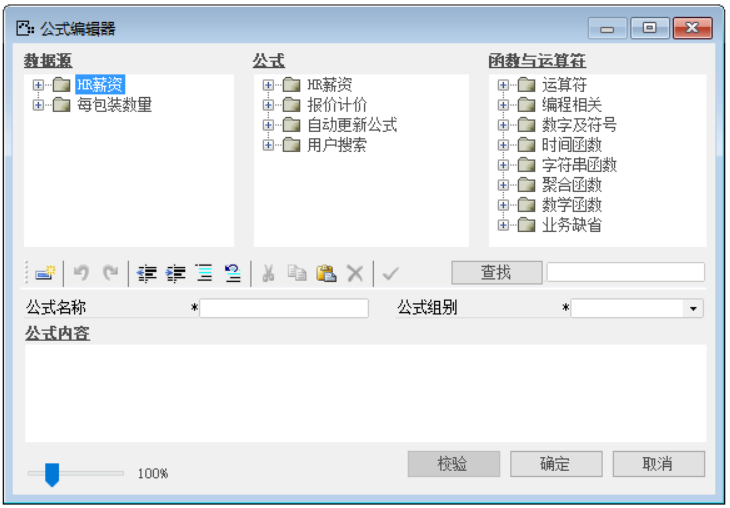 公式编辑器
数据源
公式
函数与运算符
HR薪资
每包装数量
HR薪资
报价计价
自动更新公式
用户搜索
运算符
编程相关
数字及符号
时间函数
字符串函数
聚合函数
数学函数
业务缺省
查找
公式名称 *
公式组别 *
公式内容
100%
校验
确定
取消